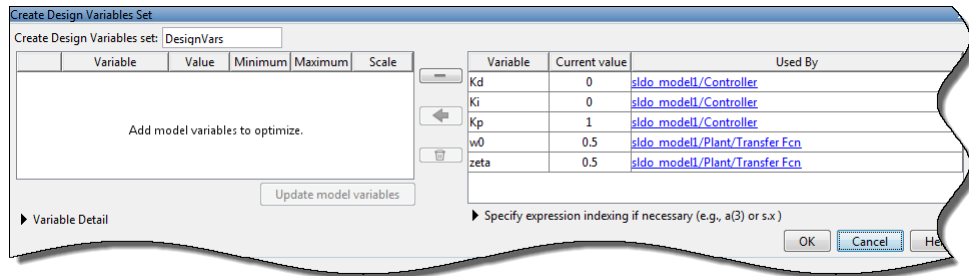 Create Design Variables Set
Create Design Variables set: DesignVars
Variable Value Minimum Maximum Scale
Add model variables to optimize.
Update model variables
Variable Detail
Variable Current value Used By
Kd 0 sldo_model1/Controller
Ki 0 sldo_model1/Controller
Kp 1 sldo_model1/Controller
w0 0.5 sldo_model1/Plant/Transfer Fcn
zeta 0.5 sldo_model1/Plant/Transfer Fcn
Specify expression indexing if necessary (e.g., a(3) or s.x )
OK Cancel